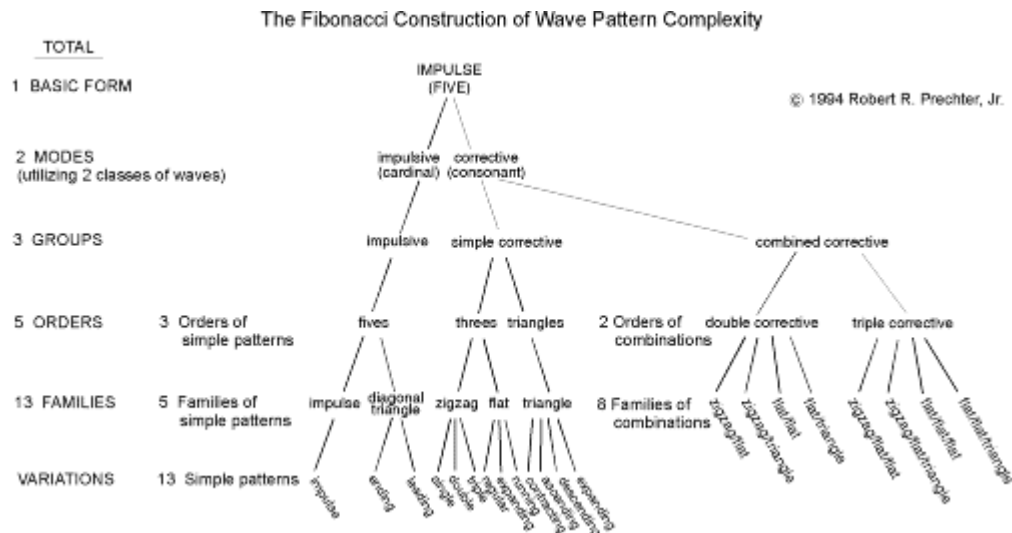 The Fibonacci Construction of Wave Pattern Complexity
TOTAL
1 BASIC FORM
IMPULSE
(FIVE)
© 1994 Robert R. Prechter, Jr.
2 MODES
(utilizing 2 classes of waves)
impulsive
(cardinal)
corrective
(consonant)
3 GROUPS
impulsive
simple corrective
combined corrective
5 ORDERS
3 Orders of
simple patterns
fives
threes
triangles
2 Orders of
combinations
double corrective
triple corrective
13 FAMILIES
5 Families of
simple patterns
impulse
diagonal
triangle
zigzag
flat
triangle
8 Families of
combinations
zigzag/flat
zigzag/triangle
flat/flat
flat/triangle
zigzag/flat/flat
zigzag/flat/triangle
flat/flat/flat
flat/flat/triangle
VARIATIONS
13 Simple patterns
impulse
ending
leading
single
double
triple
regular
expanding
running
contracting
ascending
descending
expanding